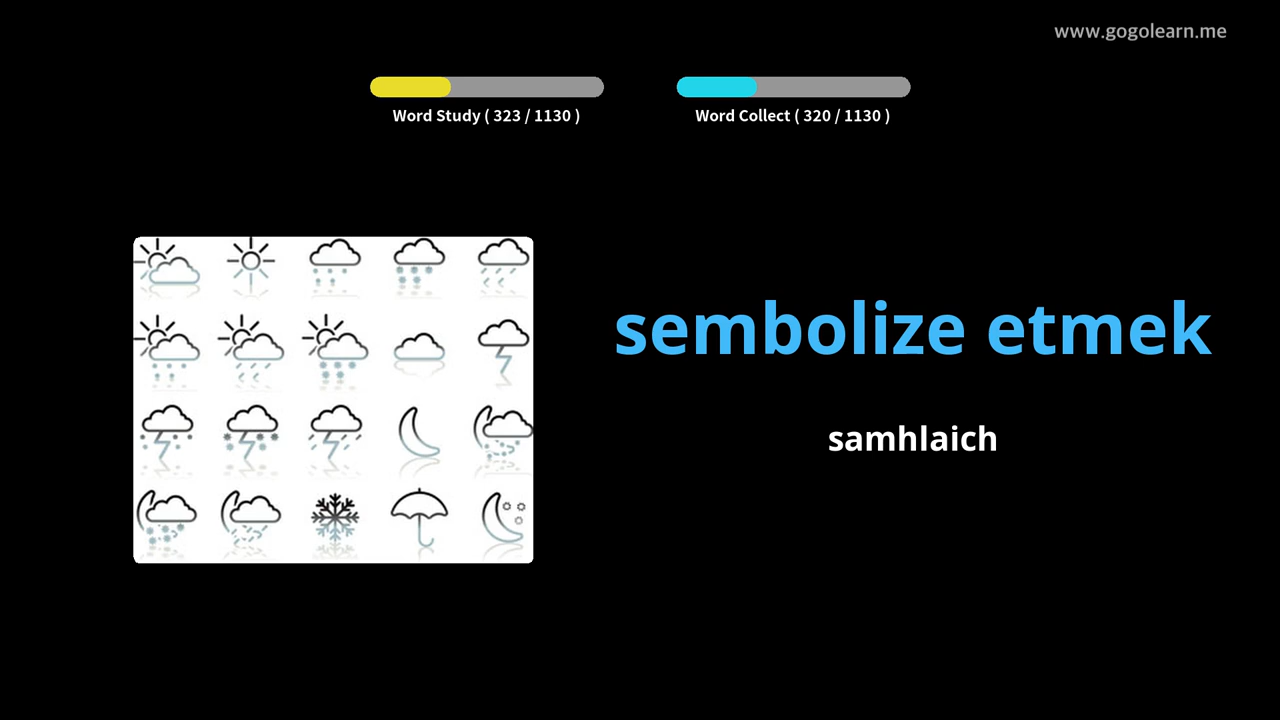 www.gogolearn.me
Word Study ( 323 / 1130 )
Word Collect ( 320 / 1130 )
sembolize etmek
samhlaich